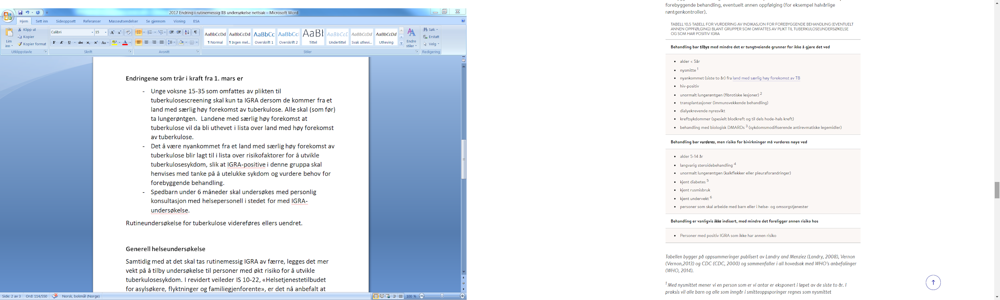 2017 Endring i rutinemessig TB undersøkelse nettsak - Microsoft Word
Hjem Sett inn Sideoppsett Referanser Masseutsendelser Se gjennom Visning ESA
Lim inn
Klipp ut
Kopier
Kopier format
Utklippstavle
Calibri 15
Skrift
Avsnitt
AaBbCcDd AaBbCcDd AaBbCc AaBbCc AaBb AaBbCcD AaBbCcDd AaBbCcDd
¶ Normal ¶ Ingen mel... Overskrift 1 Overskrift 2 Tittel Undertittel Svak uthevi... Utheving
Endre stiler
Stiler
Søk
Erstatt
Velg
Redigering
Endringene som trår i kraft fra 1. mars er
- Unge voksne 15-35 som omfattes av plikten til
tuberkulosescreening skal kun ta IGRA dersom de kommer fra et
land med særlig høy forekomst av tuberkulose. Alle skal (som før)
ta lungerøntgen. Landene med særlig høy forekomst at
tuberkulose vil da bli uthevet i lista over land med høy forekomst
av tuberkulose.
- Det å være nyankommet fra et land med særlig høy forekomst av
tuberkulose blir lagt til i lista over risikofaktorer for å utvikle
tuberkulosesykdom, slik at IGRA-positive i denne gruppa skal
henvises med tanke på å utelukke sykdom og vurdere behov for
forebyggende behandling.
- Spedbarn under 6 måneder skal undersøkes med personlig
konsultasjon med helsepersonell i stedet for med IGRA-
undersøkelse.
Rutineundersøkelse for tuberkulose videreføres ellers uendret.
Generell helseundersøkelse
Samtidig med at det skal tas rutinemessig IGRA av færre, legges det mer
vekt på å tilby undersøkelse til personer med økt risiko for å utvikle
tuberkulosesykdom. I revidert veileder IS 10-22, «Helsetjenestetilbudet
for asylsøkere, flyktninger og familiegjenforente», er det nå anbefalt at
Side: 2 av 3 Ord: 114/550 Norsk, bokmål (Norge) 100 %
forebyggende behandling, eventuelt annen oppfølging (for eksempel halvårlige
røntgenkontroller).
TABELL 10.5 TABELL FOR VURDERING AV INDIKASJON FOR FOREBYGGENDE BEHANDLING (EVENTUELT
ANNEN OPPFØLGING) BLANT GRUPPER SOM OMFATTES AV PLIKT TIL TUBERKULOSEUNDERSØKELSE
OG SOM HAR POSITIV IGRA
Behandling bør tilbys med mindre det er tungtveiende grunner for ikke å gjøre det ved
• alder < 5år
• nysmitte 1
• nyankommet (siste to år) fra land med særlig høy forekomst av TB
• hiv-positiv
• unormalt lungerøntgen (fibrotiske lesjoner) 2
• transplantasjoner (immunsvekkende behandling)
• dialyekrevende nyresvikt
• kreftsykdommer (spesielt blodkreft og til dels hode-hals kreft)
• behandling med biologisk DMARDs 3 (sykdomsmodifiserende antirevmatiske legemidler)
Behandling bør vurderes, men risiko for bivirkninger må vurderes nøye ved
• alder 5-14 år
• langvarig steroidebehandling 4
• unormalt lungerøntgen (kalkflekker eller pleuraforandringer)
• kjent diabetes 5
• kjent rusmisbruk
• kjent undervekt 6
• personer som skal arbeide med barn eller i helse- og omsorgstjenester
Behandling er vanligvis ikke indisert, med mindre det foreligger annen risiko hos
• Personer med positiv IGRA som ikke har annen risiko
Tabellen bygger på oppsummeringer publisert av Landry and Menziez (Landry, 2008), Vernon
(Vernon,2013) og CDC (CDC, 2000) og sammenfaller i all hovedsak med WHO's anbefalinger
(WHO, 2014).
1 Med nysmittet mener vi en person som er vi antar er eksponert i løpet av de siste to år. I
praksis vil alle barn og alle som inngår i smitteoppsporinger regnes som nysmittet